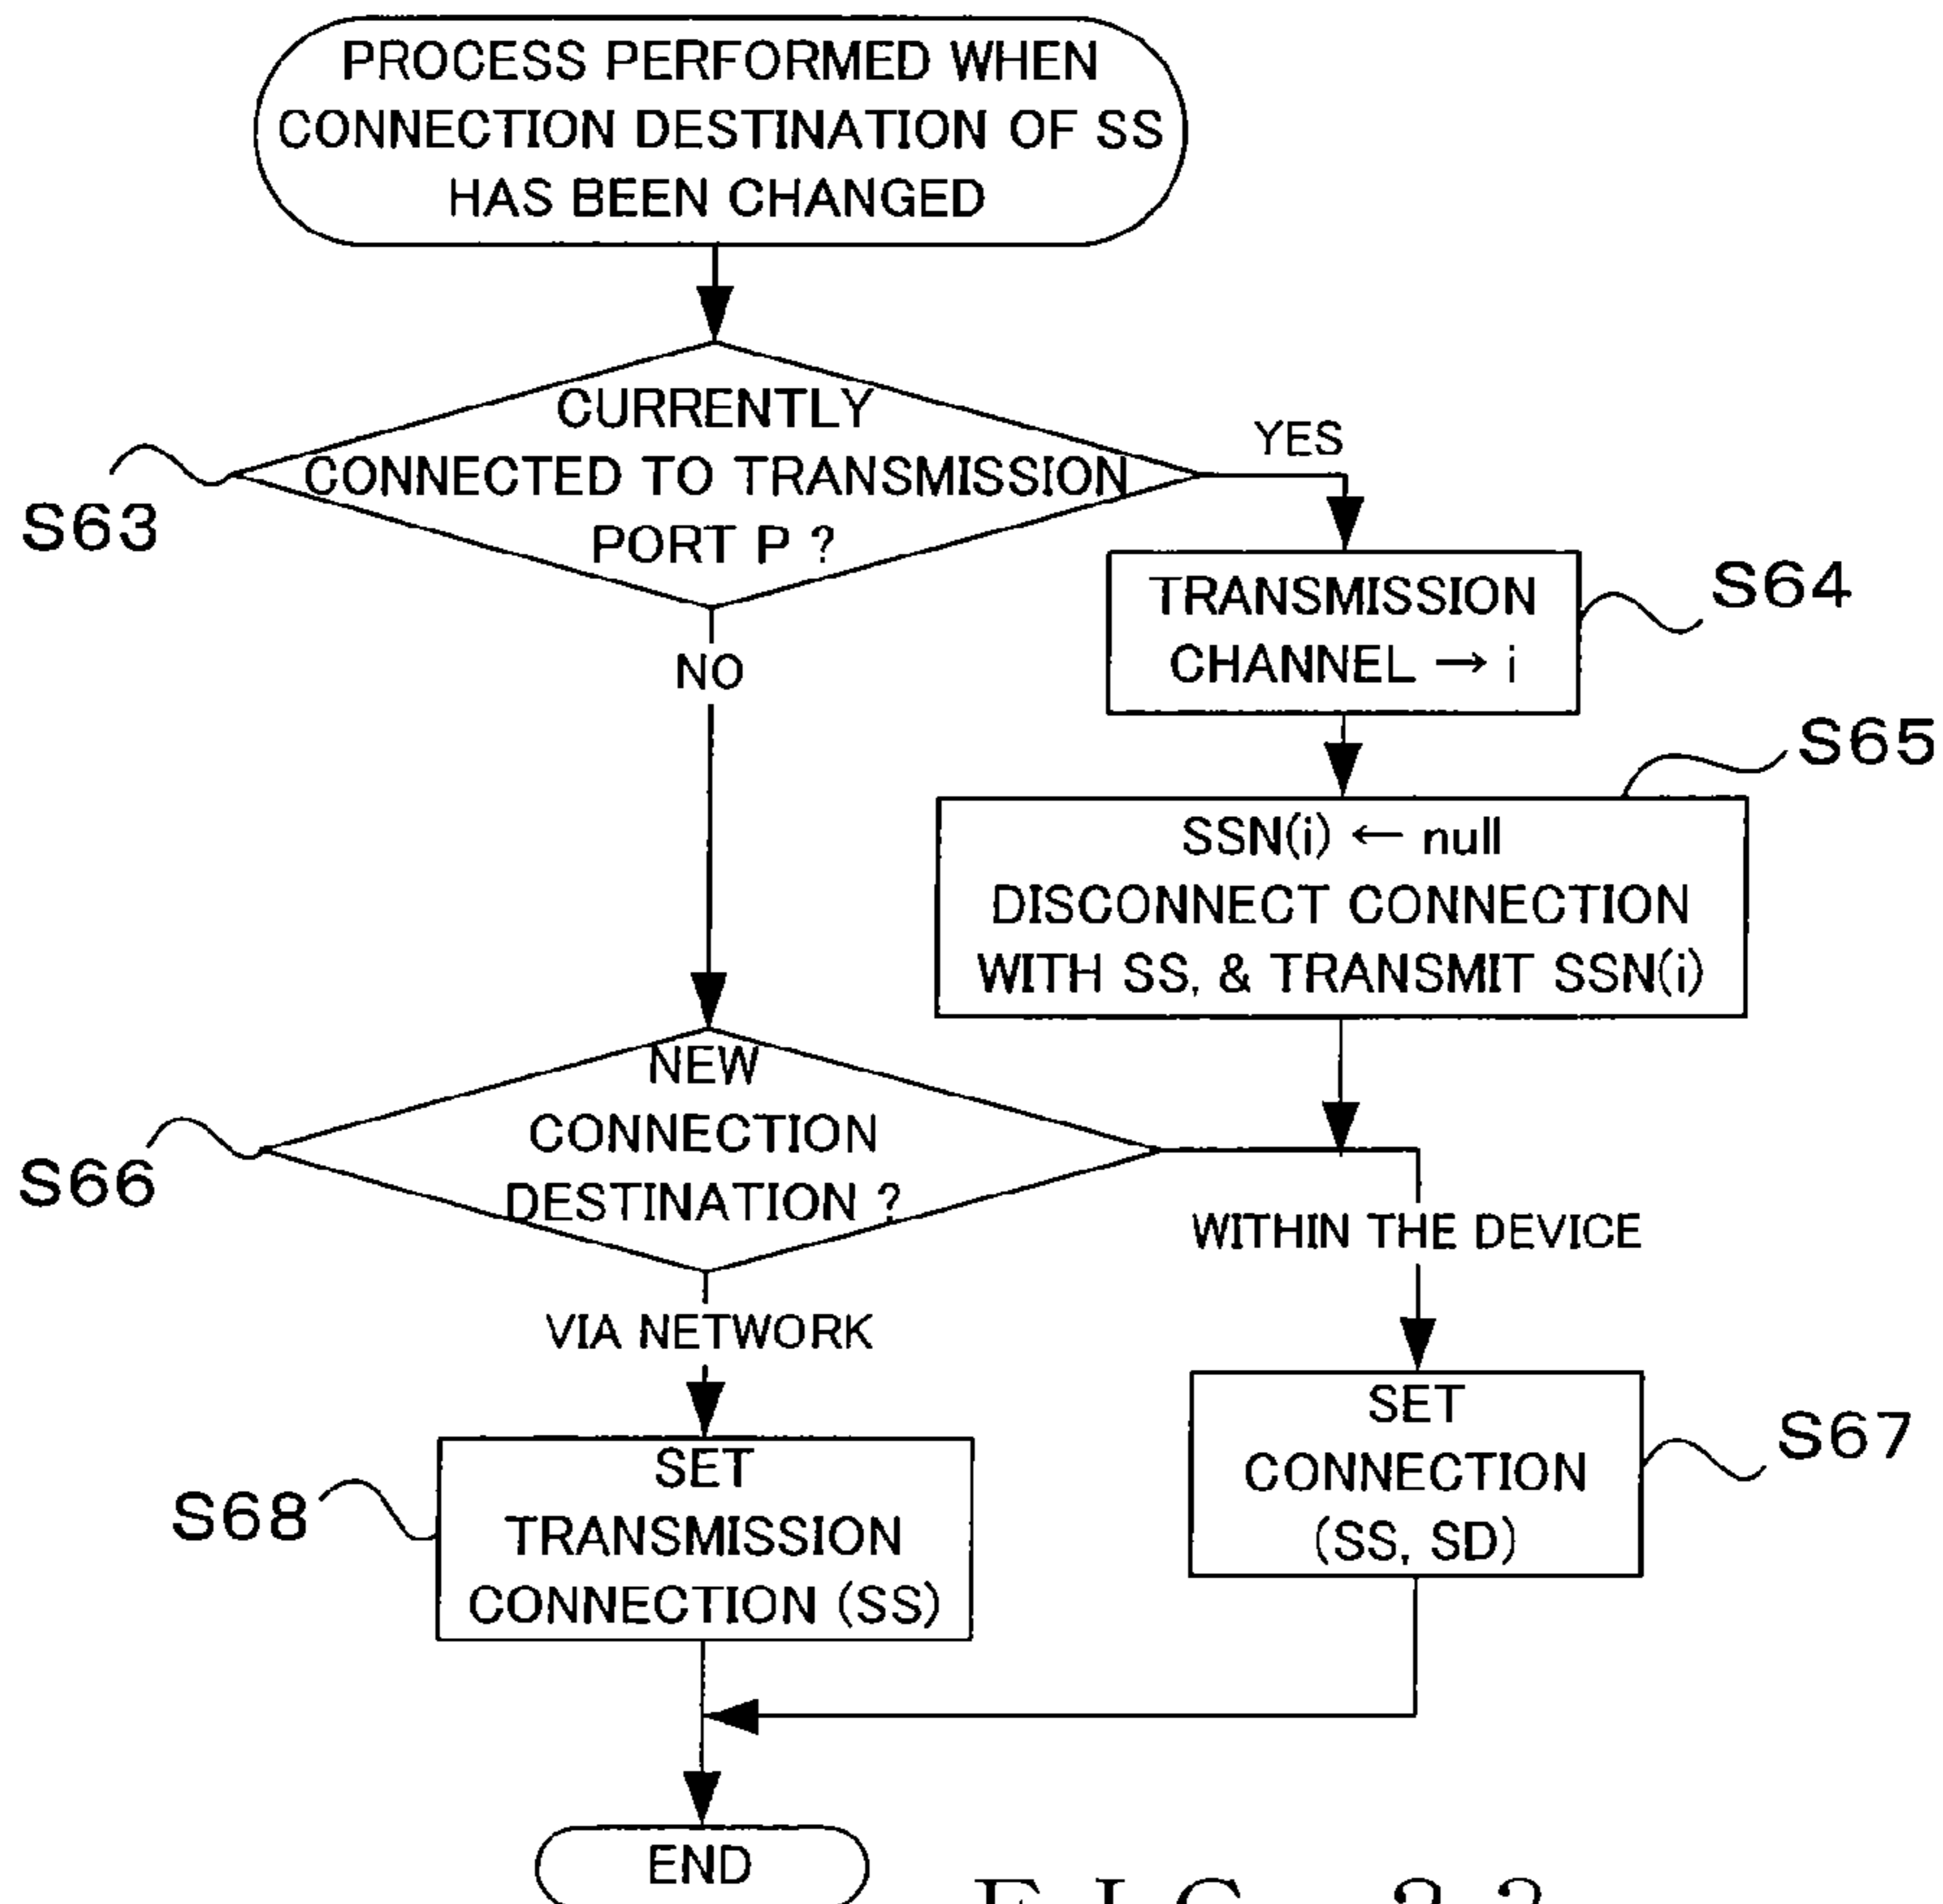 PROCESS PERFORMED WHEN
CONNECTION DESTINATION OF SS
HAS BEEN CHANGED
CURRENTLY
CONNECTED TO TRANSMISSION
PORT P ?
YES
S63
NO
TRANSMISSION
CHANNEL → i
S64
S65
SSN(i) ← null
DISCONNECT CONNECTION
WITH SS, & TRANSMIT SSN(i)
NEW
CONNECTION
DESTINATION ?
S66
WITHIN THE DEVICE
VIA NETWORK
SET
CONNECTION
(SS, SD)
S67
SET
TRANSMISSION
CONNECTION (SS)
S68
END